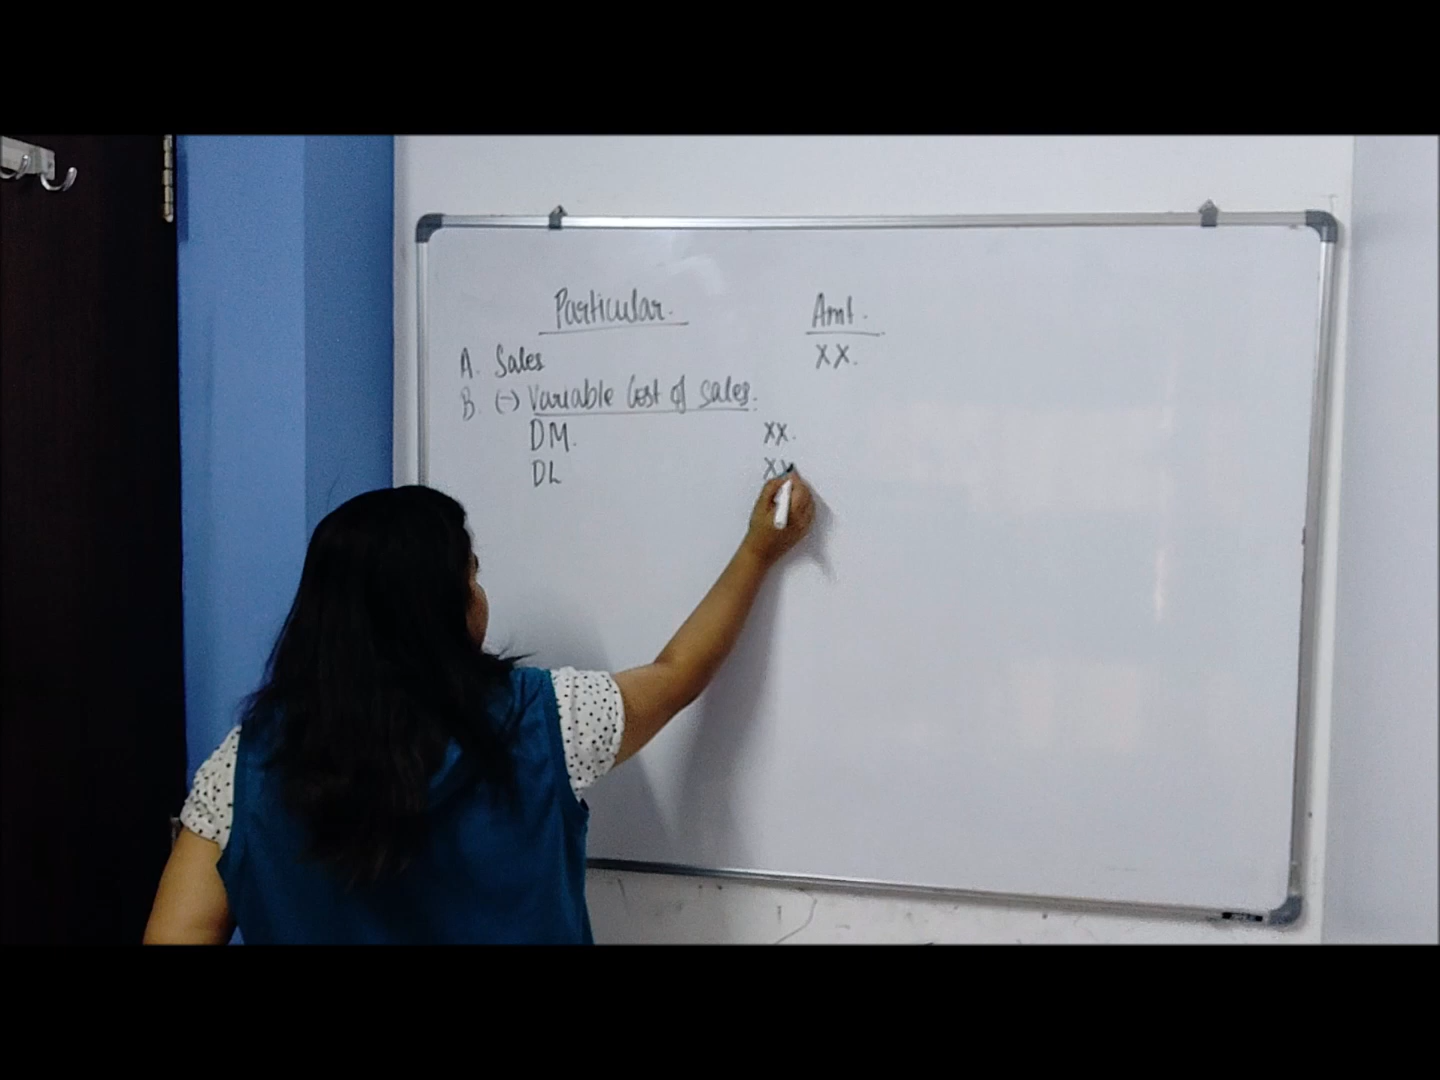 Particular. Amt.
A. Sales XX.
B. (-) Variable Cost of sales.
DM. XX.
DL XX